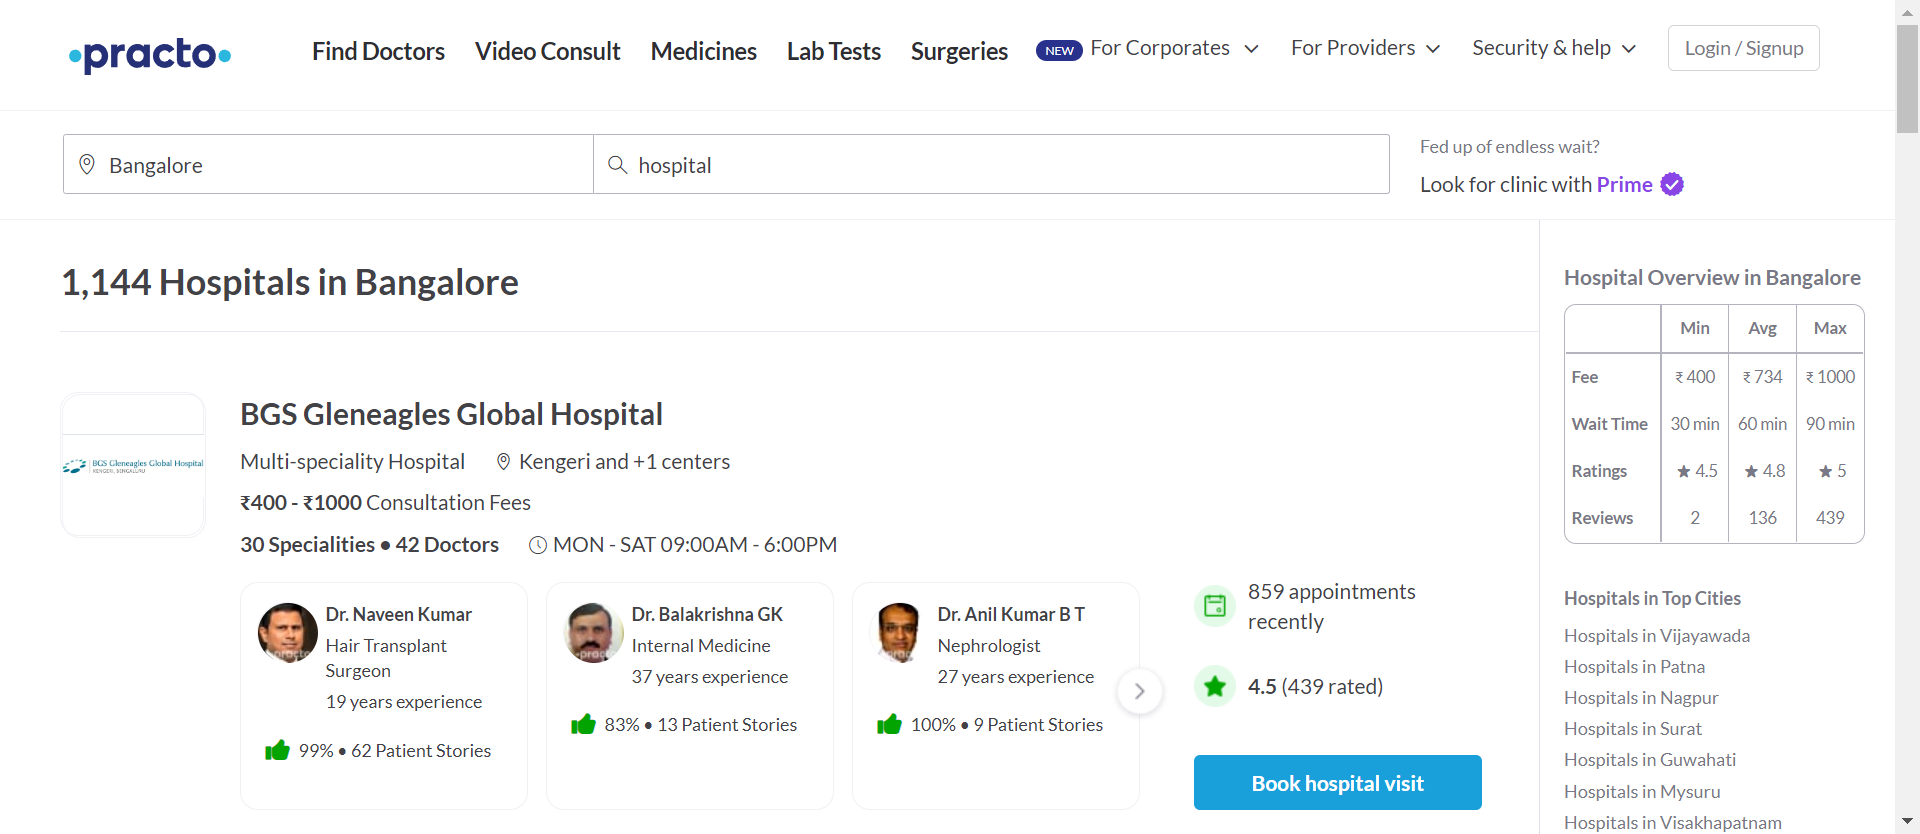 practo
Find Doctors
Video Consult
Medicines
Lab Tests
Surgeries
NEW For Corporates
For Providers
Security & help
Login / Signup
Bangalore
hospital
Fed up of endless wait?
Look for clinic with Prime
1,144 Hospitals in Bangalore
BGS Gleneagles Global Hospital
KENGERI, BENGALURU
BGS Gleneagles Global Hospital
Multi-speciality Hospital
Kengeri and +1 centers
₹400 - ₹1000 Consultation Fees
30 Specialities • 42 Doctors
MON - SAT 09:00AM - 6:00PM
Dr. Naveen Kumar
Hair Transplant
Surgeon
19 years experience
99% • 62 Patient Stories
Dr. Balakrishna GK
Internal Medicine
37 years experience
83% • 13 Patient Stories
Dr. Anil Kumar B T
Nephrologist
27 years experience
100% • 9 Patient Stories
859 appointments
recently
4.5 (439 rated)
Book hospital visit
Hospital Overview in Bangalore
Min Avg Max
Fee ₹ 400 ₹ 734 ₹ 1000
Wait Time 30 min 60 min 90 min
Ratings ★ 4.5 ★ 4.8 ★ 5
Reviews 2 136 439
Hospitals in Top Cities
Hospitals in Vijayawada
Hospitals in Patna
Hospitals in Nagpur
Hospitals in Surat
Hospitals in Guwahati
Hospitals in Mysuru
Hospitals in Visakhapatnam